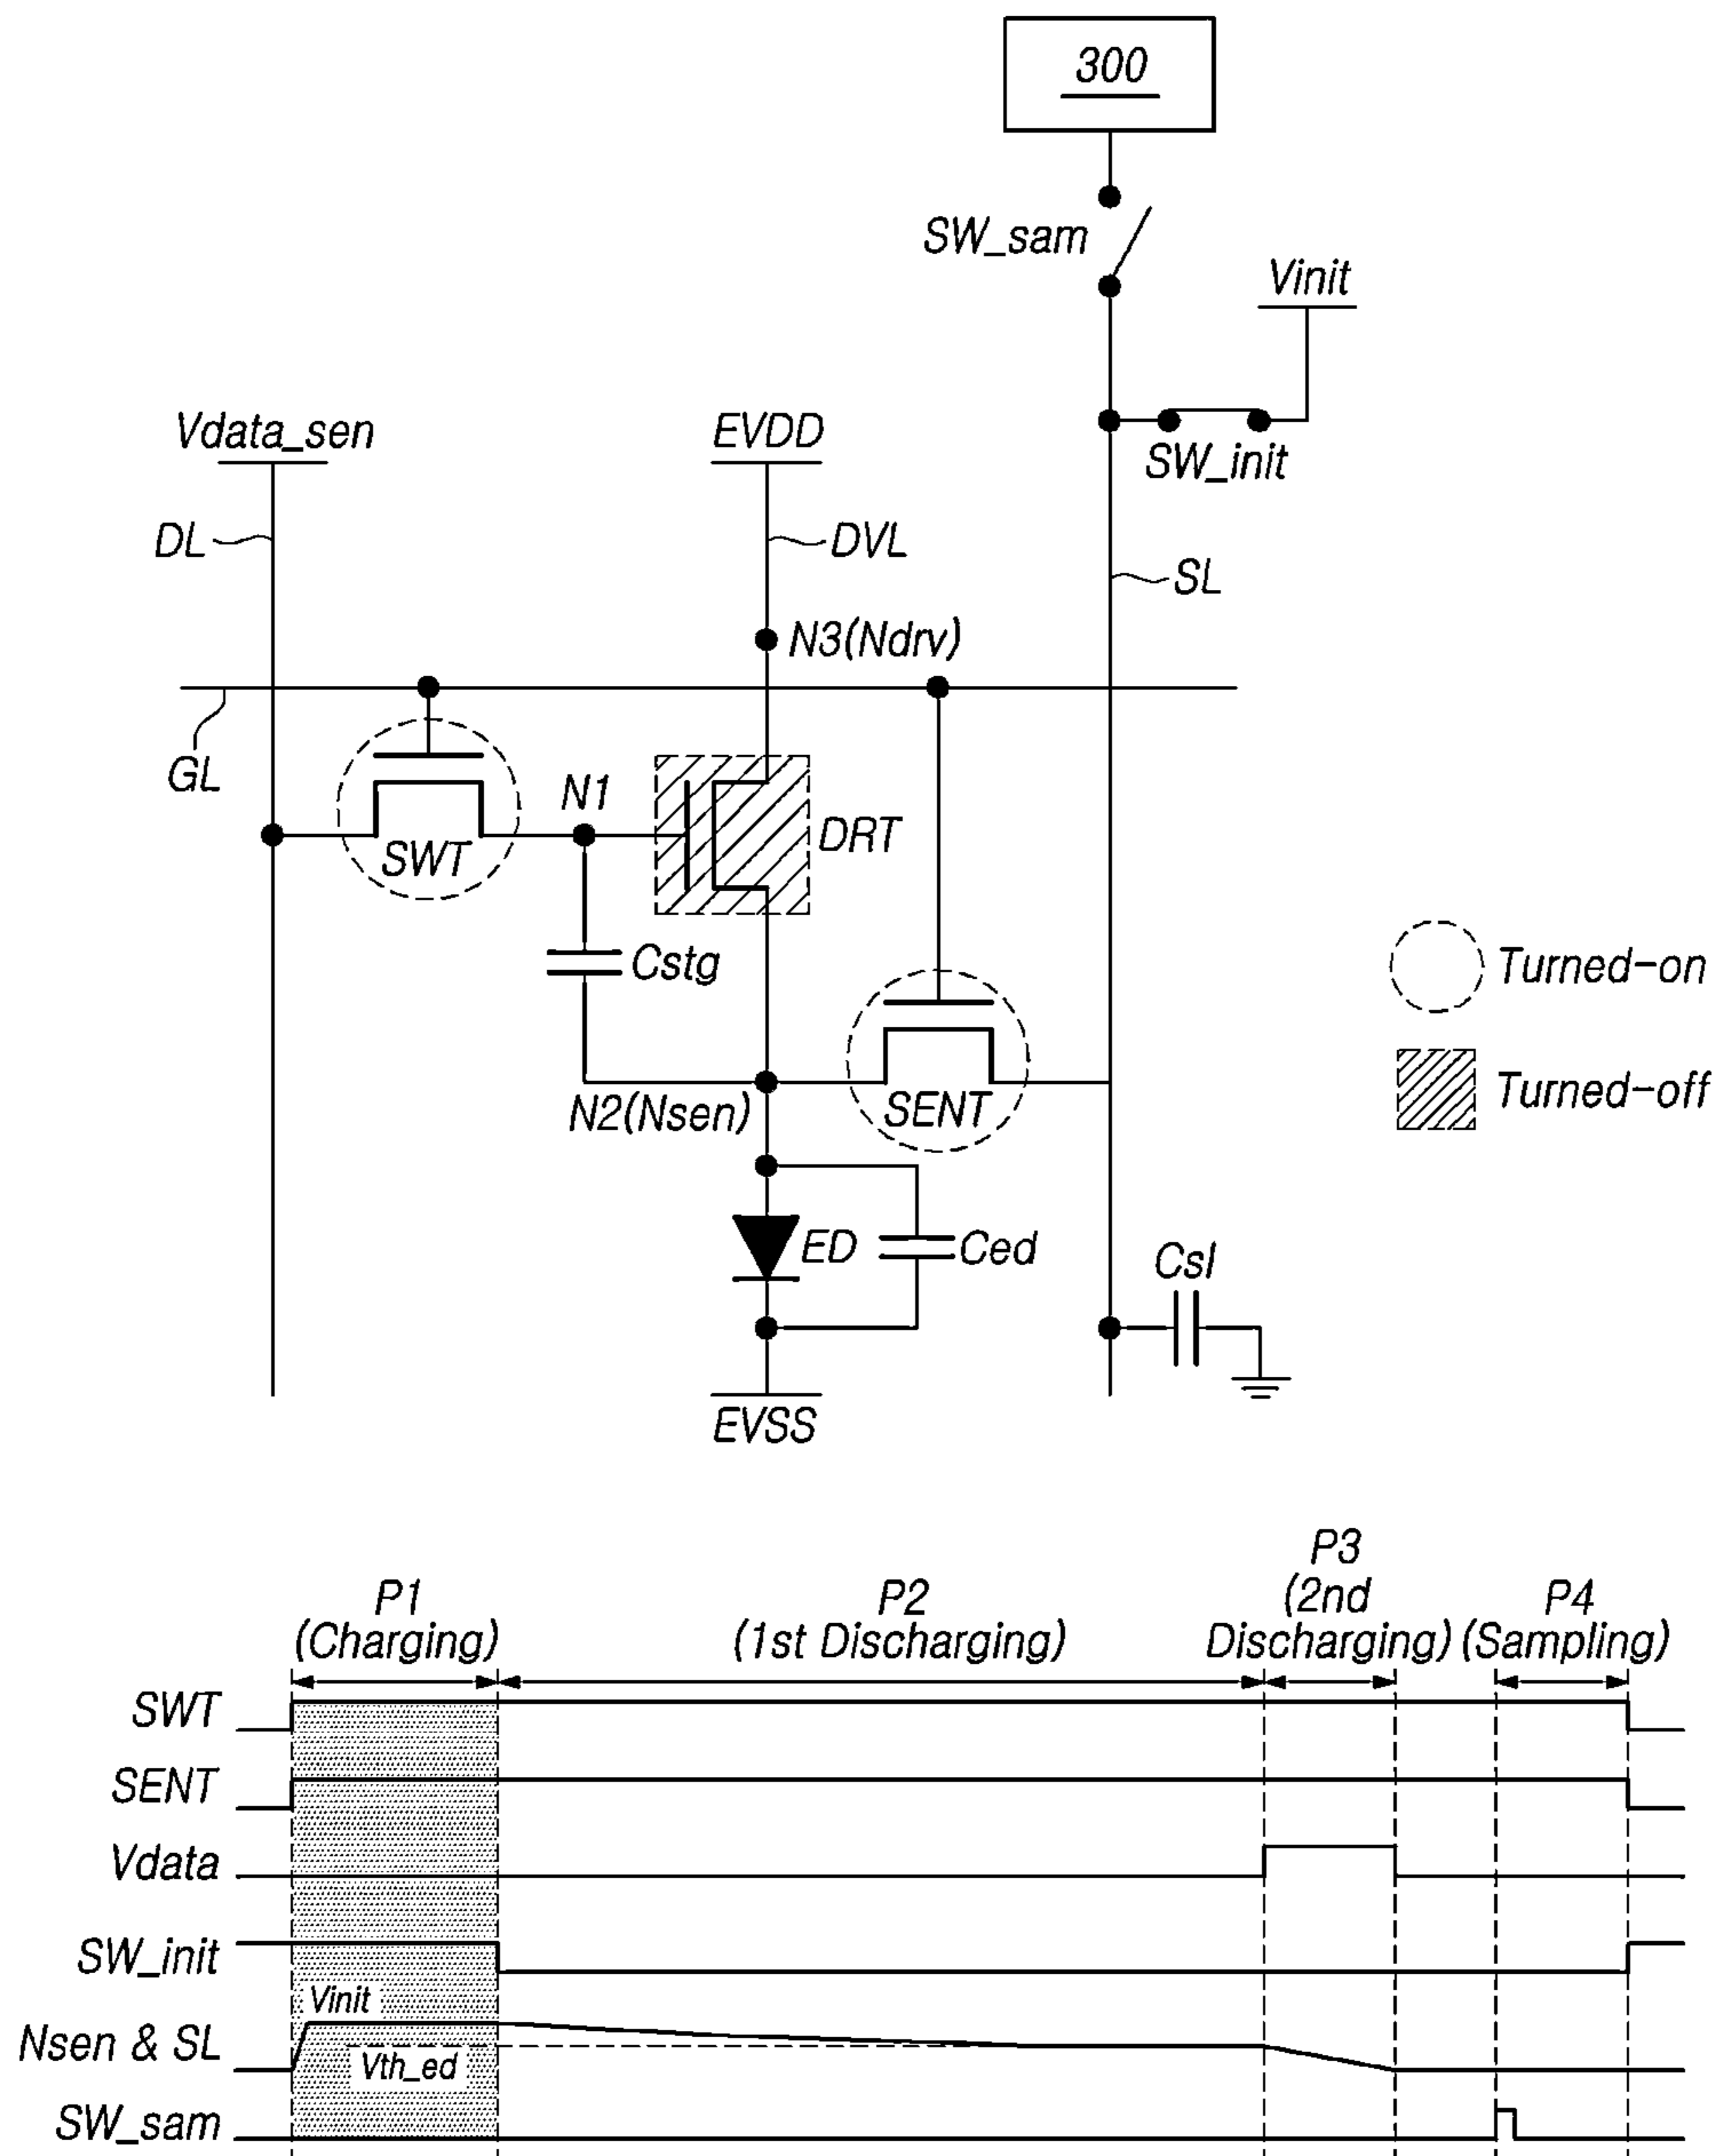 300
SW_sam
Vinit
SW_init
Vdata_sen
EVDD
DL
DVL
SL
N3(Ndrv)
GL
N1
SWT
DRT
Cstg
Turned-on
N2(Nsen)
SENT
Turned-off
ED
Ced
Csl
EVSS
P1
(Charging)
P2
(1st Discharging)
P3
(2nd
Discharging)
P4
(Sampling)
SWT
SENT
Vdata
SW_init
Vinit
Nsen & SL
Vth_ed
SW_sam